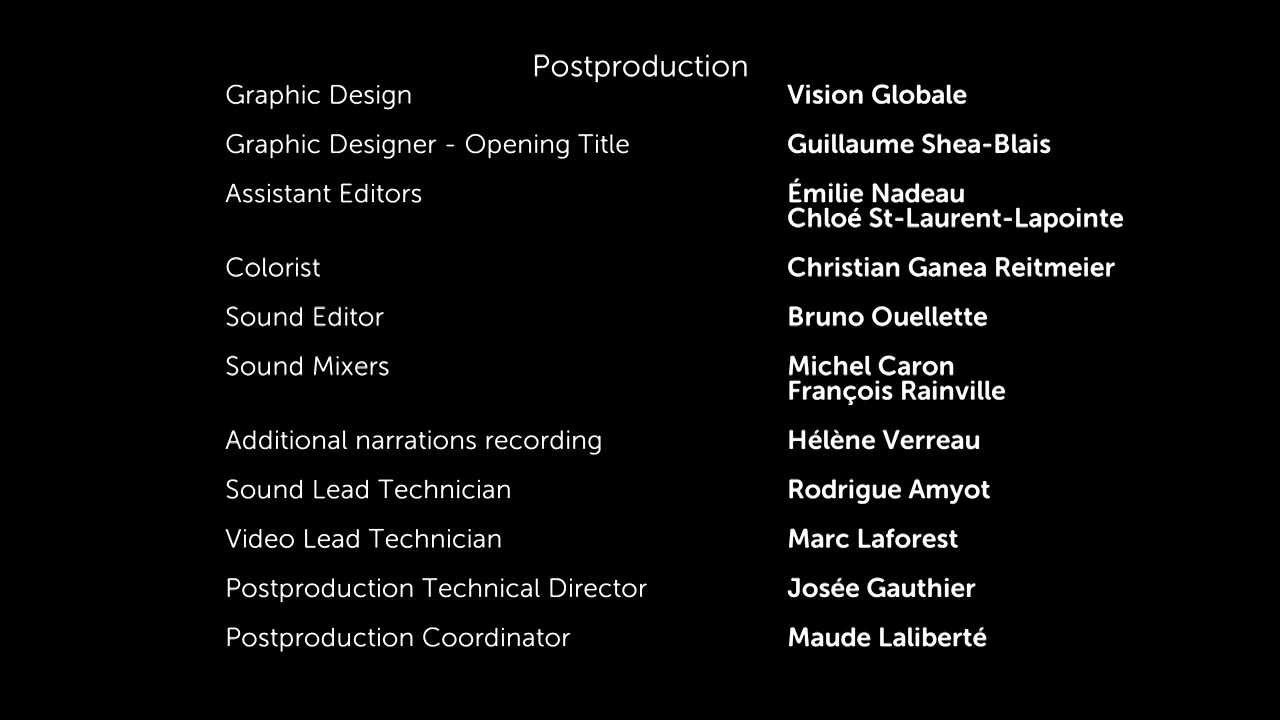 Postproduction
Graphic Design Vision Globale
Graphic Designer - Opening Title Guillaume Shea-Blais
Assistant Editors Émilie Nadeau
Chloé St-Laurent-Lapointe
Colorist Christian Ganea Reitmeier
Sound Editor Bruno Ouellette
Sound Mixers Michel Caron
François Rainville
Additional narrations recording Hélène Verreau
Sound Lead Technician Rodrigue Amyot
Video Lead Technician Marc Laforest
Postproduction Technical Director Josée Gauthier
Postproduction Coordinator Maude Laliberté